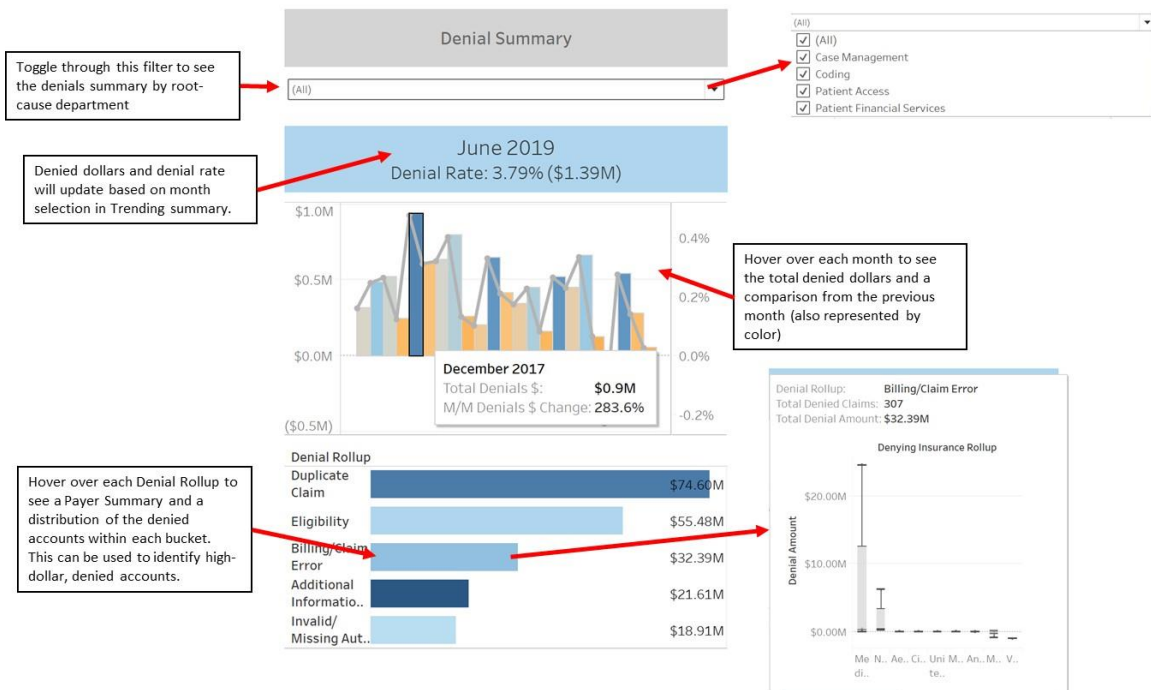 Denial Summary
(All)
(All)
(All)
Case Management
Coding
Patient Access
Patient Financial Services
Toggle through this filter to see
the denials summary by root-
cause department
June 2019
Denial Rate: 3.79% ($1.39M)
Denied dollars and denial rate
will update based on month
selection in Trending summary.
$1.0M
$0.5M
$0.0M
($0.5M)
0.4%
0.2%
0.0%
-0.2%
December 2017
Total Denials $: $0.9M
M/M Denials $ Change: 283.6%
Hover over each month to see
the total denied dollars and a
comparison from the previous
month (also represented by
color)
Denial Rollup
Duplicate
Claim
$74.60M
Eligibility
$55.48M
Billing/Claim
Error
$32.39M
Additional
Informatio..
$21.61M
Invalid/
Missing Aut..
$18.91M
Hover over each Denial Rollup to
see a Payer Summary and a
distribution of the denied
accounts within each bucket.
This can be used to identify high-
dollar, denied accounts.
Denial Rollup: Billing/Claim Error
Total Denied Claims: 307
Total Denial Amount: $32.39M
Denying Insurance Rollup
Denial Amount
$20.00M
$10.00M
$0.00M
Me N.. Ae.. Ci.. Uni M.. An.. M.. V..
di.. te..